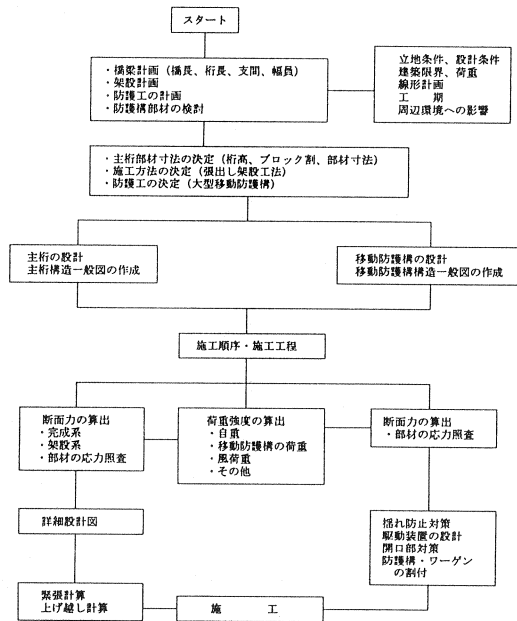 スタート
・橋梁計画（橋長、桁長、支間、幅員）
・架設計画
・防護工の計画
・防護構部材の検討
立地条件、設計条件
建築限界、荷重
線形計画
工　期
周辺環境への影響
・主桁部材寸法の決定（桁高、ブロック割、部材寸法）
・施工方法の決定（張出し架設工法）
・防護工の決定（大型移動防護構）
主桁の設計
主桁構造一般図の作成
移動防護構の設計
移動防護構構造一般図の作成
施工順序・施工工程
断面力の算出
・完成系
・架設系
・部材の応力照査
荷重強度の算出
・自重
・移動防護構の荷重
・風荷重
・その他
断面力の算出
・部材の応力照査
詳細設計図
揺れ防止対策
駆動装置の設計
開口部対策
防護構・ワーゲン
の割付
緊張計算
上げ越し計算
施　　工